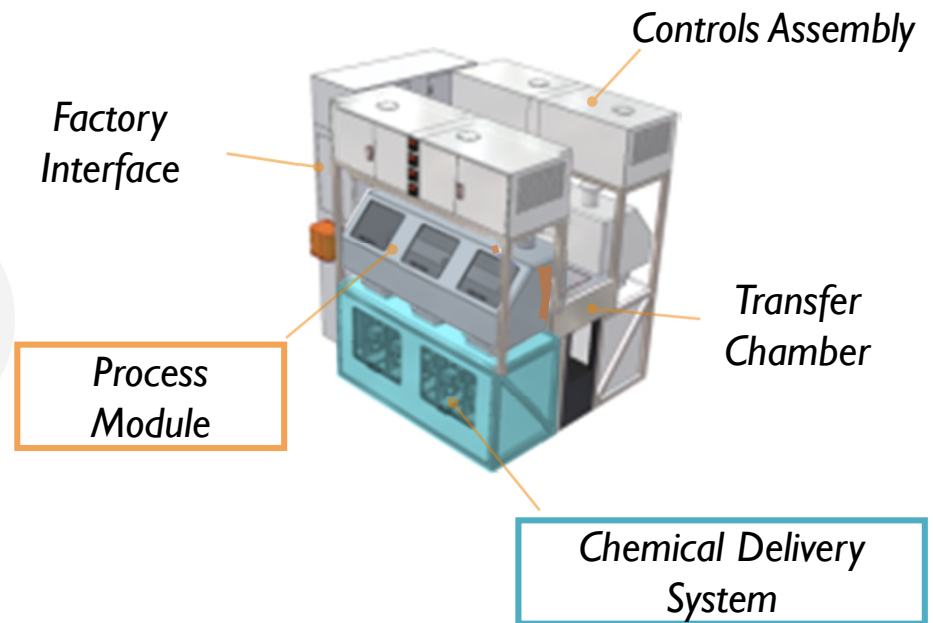 Controls Assembly
Factory
Interface
Transfer
Chamber
Process
Module
Chemical Delivery
System